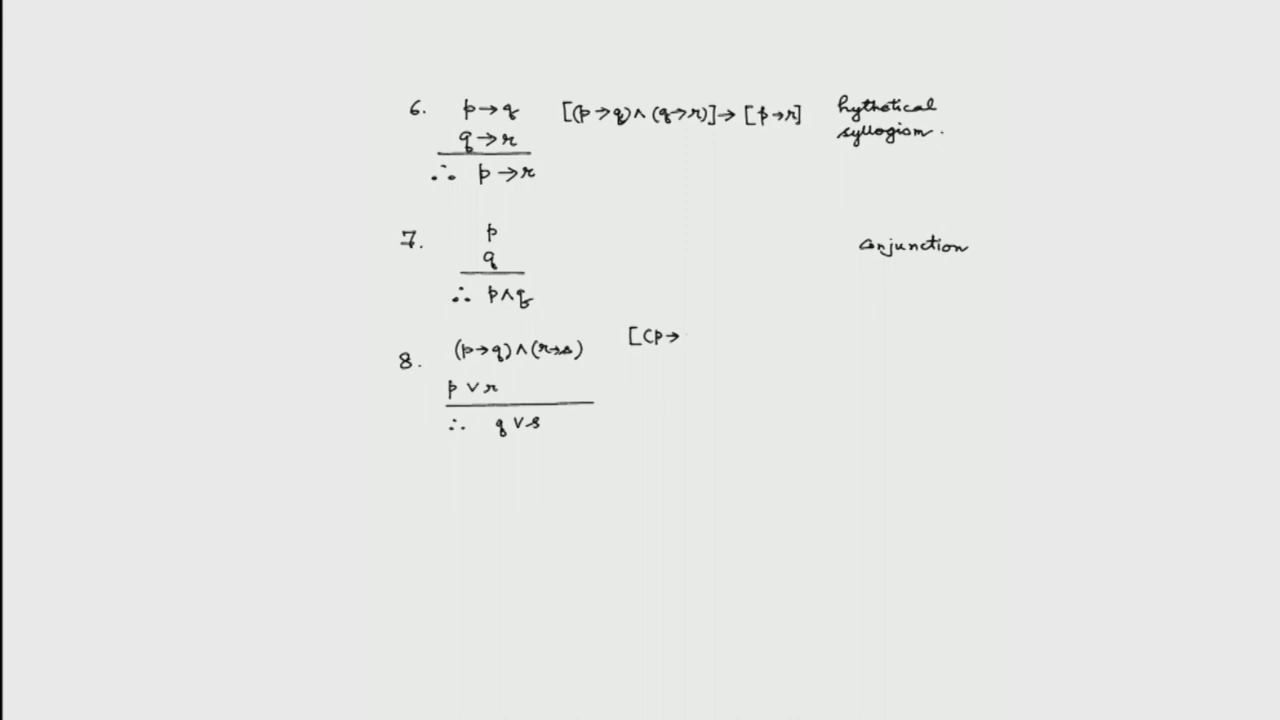 6. p→q [(p→q)∧(q→r)]→[p→r] hythetical
q→r syllogism.
∴ p→r
7. p conjunction
q
∴ p∧q
8. (p→q)∧(r→s) [(p→
p∨r
∴ q∨s